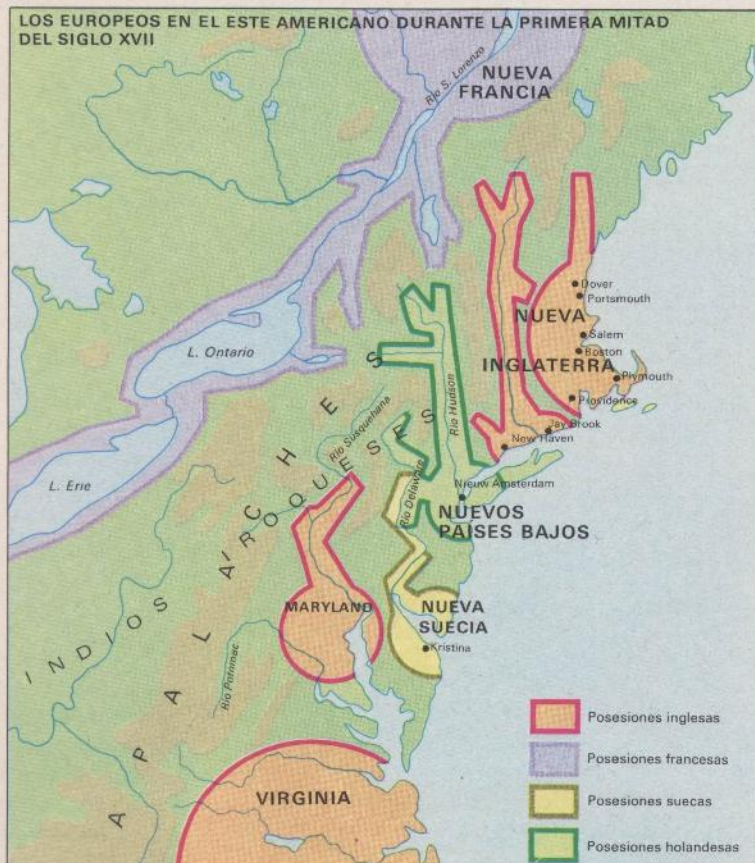 LOS EUROPEOS EN EL ESTE AMERICANO DURANTE LA PRIMERA MITAD
DEL SIGLO XVII
Río S. Lorenzo
NUEVA
FRANCIA
Dover
Portsmouth
NUEVA
Salem
Boston
INGLATERRA
Plymouth
Providence
Jay Brook
New Haven
L. Ontario
L. Erie
Río Hudson
Río Susquehana
Río Delaware
Nieuw Amsterdam
NUEVOS
PAISES BAJOS
INDIOS IROQUESES
APALACHES
MARYLAND
NUEVA
SUECIA
Kristina
Río Potomac
VIRGINIA
Posesiones inglesas
Posesiones francesas
Posesiones suecas
Posesiones holandesas